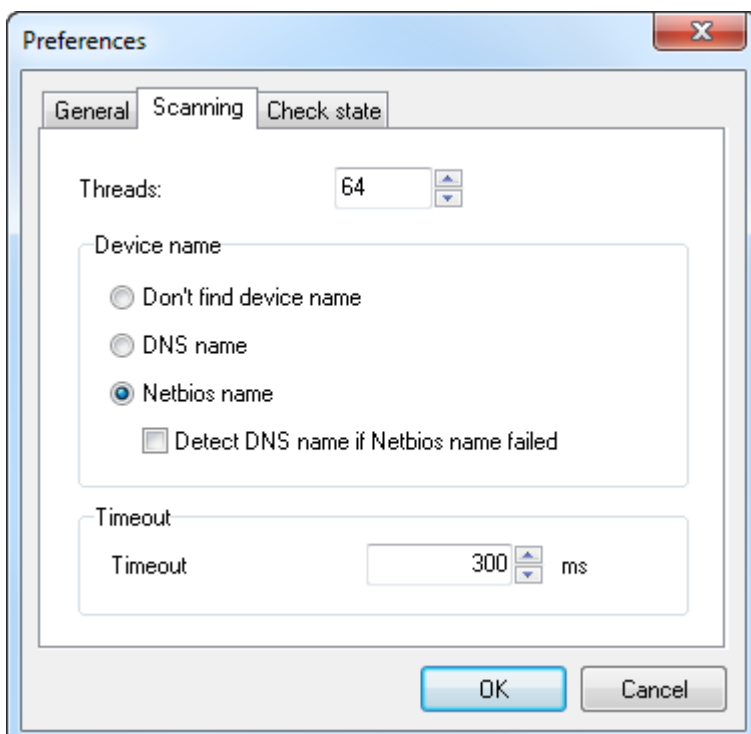 Preferences
General Scanning Check state
Threads: 64
Device name
Don't find device name
DNS name
Netbios name
Detect DNS name if Netbios name failed
Timeout
Timeout 300 ms
OK Cancel